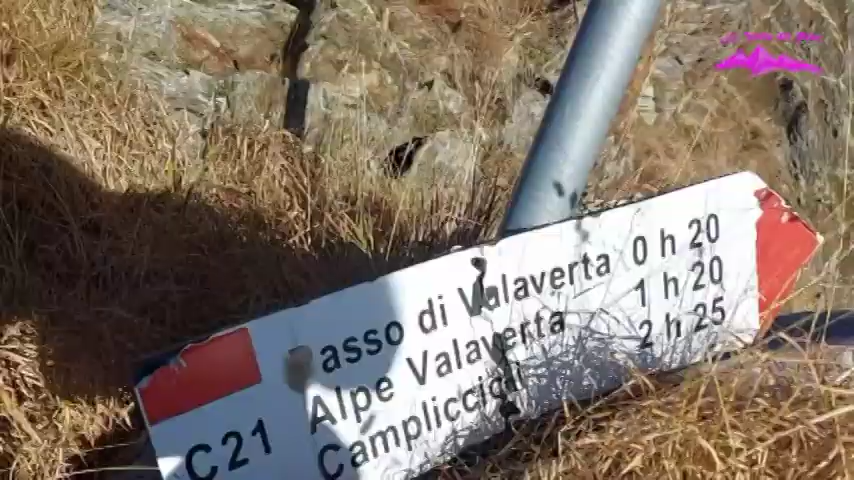 asso di Valaverta 0 h 20
Alpe Valaverta 1 h 20
Campliccioli 2 h 25
C21